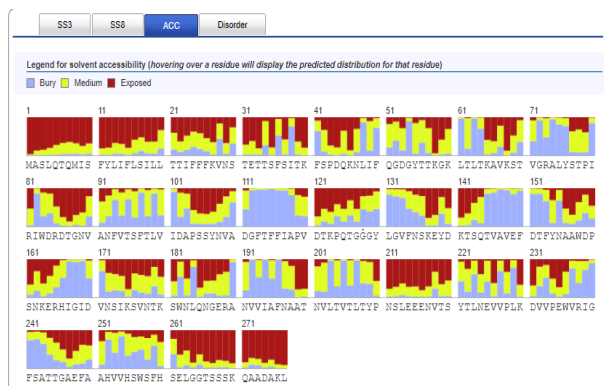 SS3 SS8 ACC Disorder
Legend for solvent accessibility (hovering over a residue will display the predicted distribution for that residue)
Bury Medium Exposed
1 11 21 31 41 51 61 71
MASLQTQMIS FYLIFLSILL TTIFFFKVNS TETTSFSITK FSPDQKNLIF QGDGYTTKGK LTLTKAVKST VGRALYSTPI
81 91 101 111 121 131 141 151
RIWDRDTGNV ANFVTSFTLV IDAPSSYNVA DGFTFFIAPV DTKPQTGGGY LGVFNSKEYD KTSQTVAVEF DTFYNAAWDP
161 171 181 191 201 211 221 231
SNKERHIGID VNSIKSVNTK SWNLQNGERA NVVIAFNAAT NVLTVTLTYP NSLEEENVTS YTLNEVVPLK DVVPEWVRIG
241 251 261 271
FSATTGAEFA AHVVHSWSFH SELGGTSSSK QAADAKL